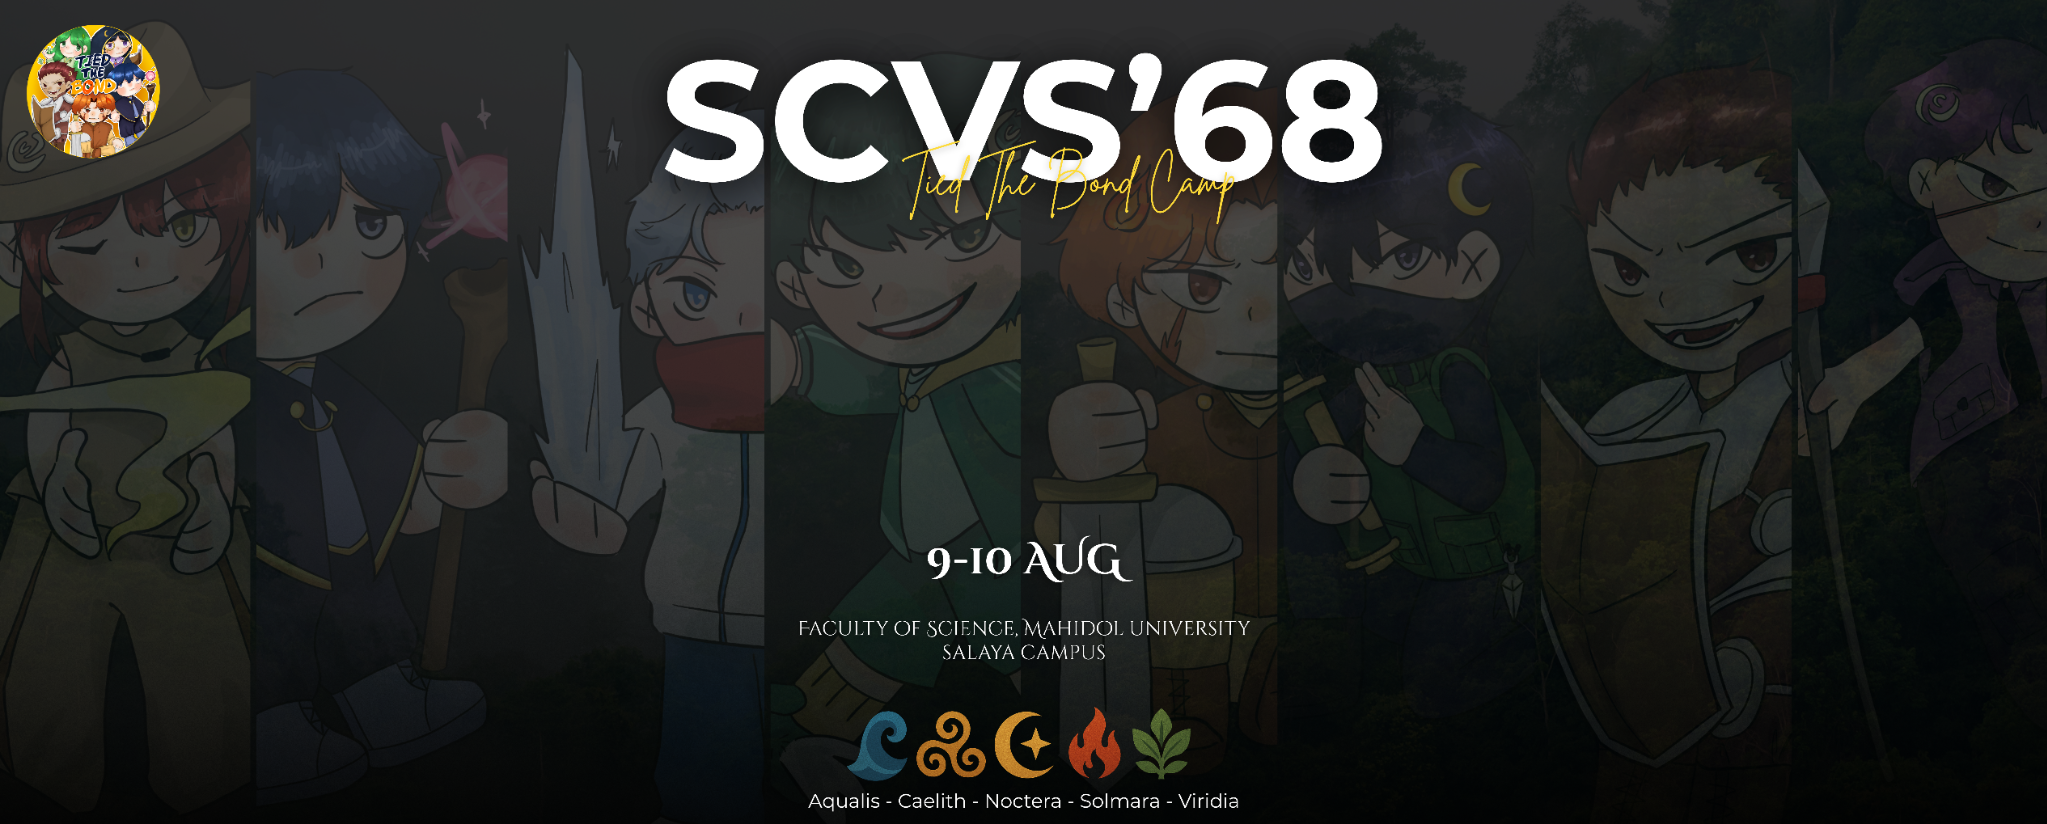 TIED
THE
BOND
SCVS'68
Tied The Bond Camp
9-10 AUG
FACULTY OF SCIENCE, MAHIDOL UNIVERSITY
SALAYA CAMPUS
Aqualis - Caelith - Noctera - Solmara - Viridia